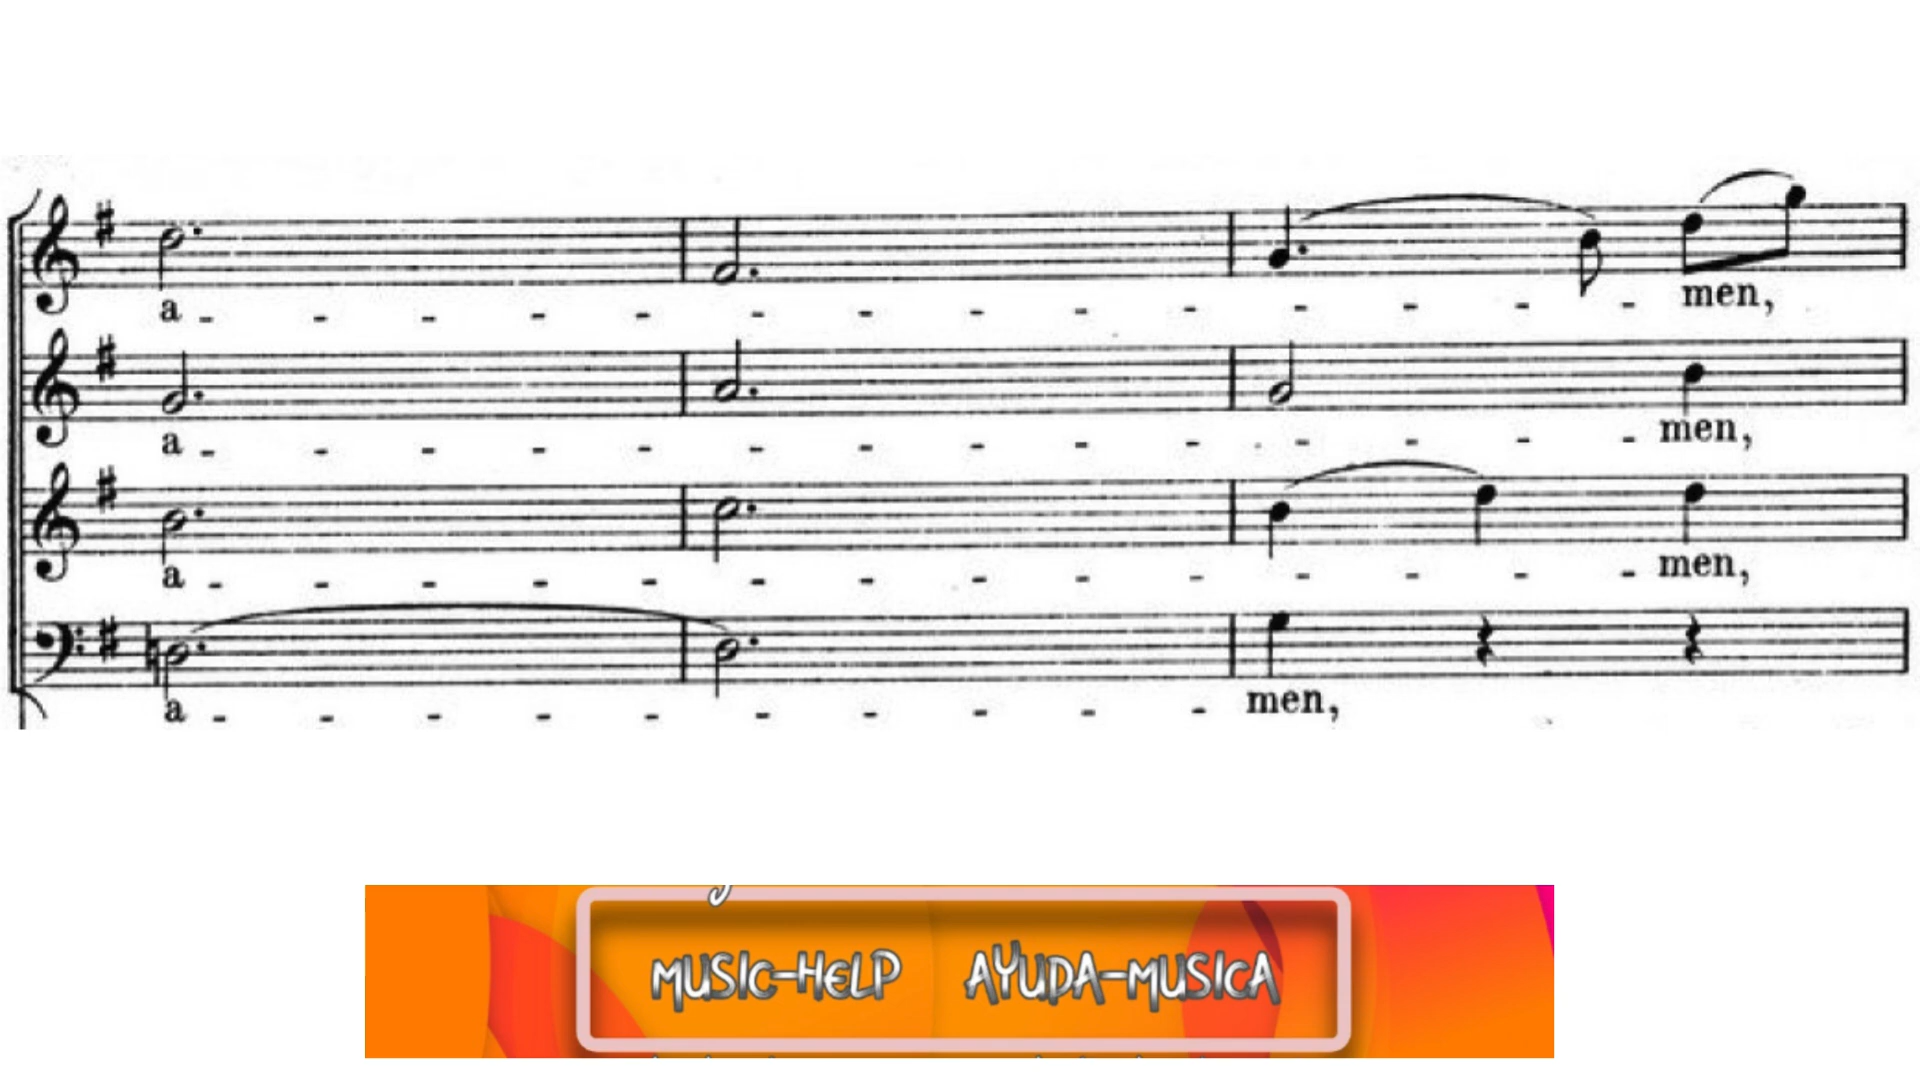 a - - - - - - - - - - - - - - men,
a - - - - - - - - - - - - - - men,
a - - - - - - - - - - - - - - men,
a - - - - - - - - - - men,
MUSIC-HELP AYUDA-MUSICA